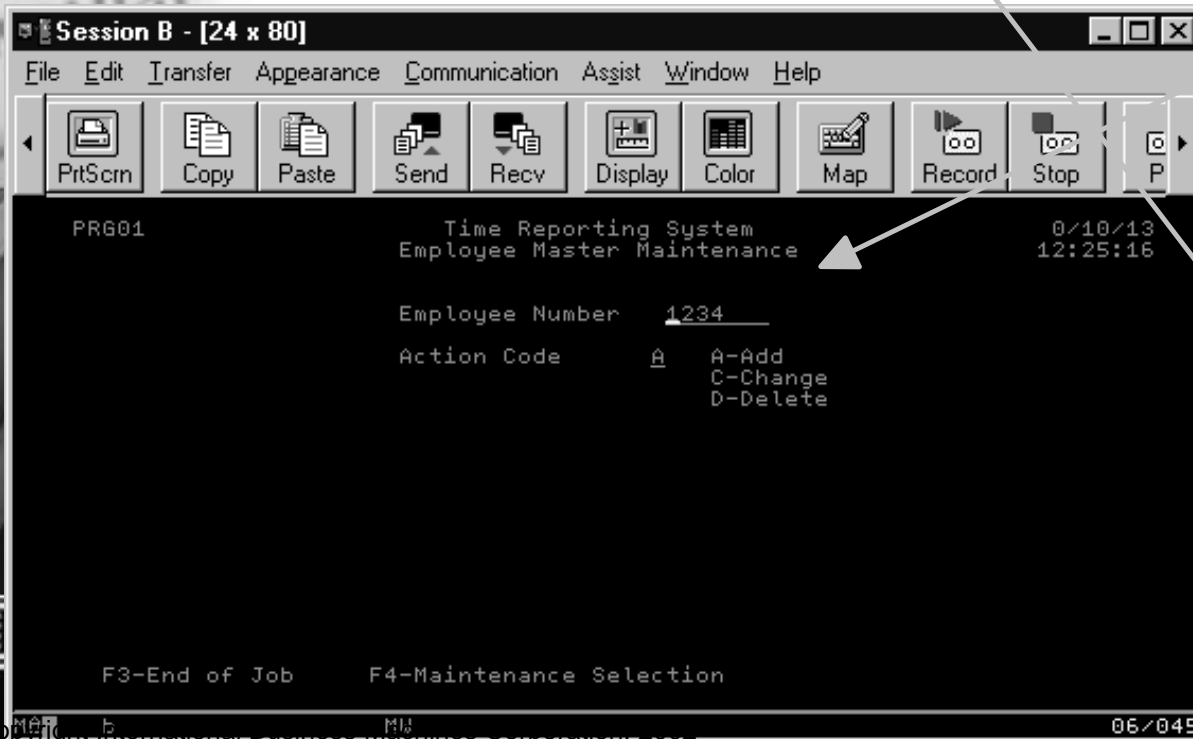 Session B - [24 x 80]
File Edit Transfer Appearance Communication Assist Window Help
PrtScrn Copy Paste Send Recv Display Color Map Record Stop P
PRG01 Time Reporting System 0/10/13
Employee Master Maintenance 12:25:16
Employee Number 1234
Action Code A A-Add
C-Change
D-Delete
F3-End of Job F4-Maintenance Selection
b MW 06/045